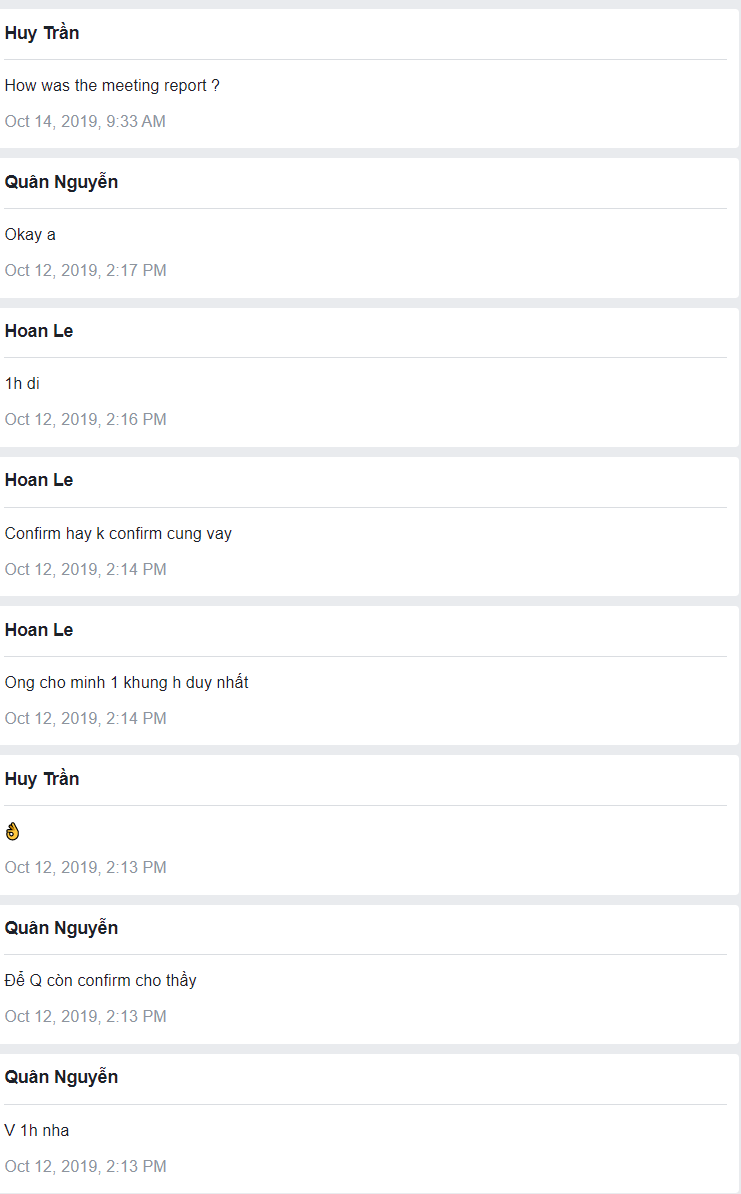 Huy Trần
How was the meeting report ?
Oct 14, 2019, 9:33 AM
Quân Nguyễn
Okay a
Oct 12, 2019, 2:17 PM
Hoan Le
1h di
Oct 12, 2019, 2:16 PM
Hoan Le
Confirm hay k confirm cung vay
Oct 12, 2019, 2:14 PM
Hoan Le
Ong cho minh 1 khung h duy nhất
Oct 12, 2019, 2:14 PM
Huy Trần
👌
Oct 12, 2019, 2:13 PM
Quân Nguyễn
Để Q còn confirm cho thầy
Oct 12, 2019, 2:13 PM
Quân Nguyễn
V 1h nha
Oct 12, 2019, 2:13 PM